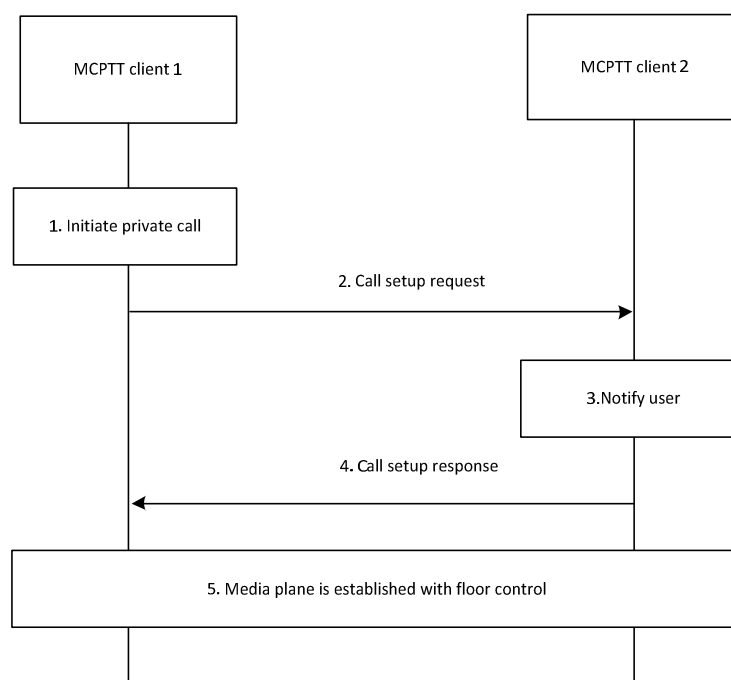 MCPTT client 1
MCPTT client 2
1. Initiate private call
2. Call setup request
3.Notify user
4. Call setup response
5. Media plane is established with floor control